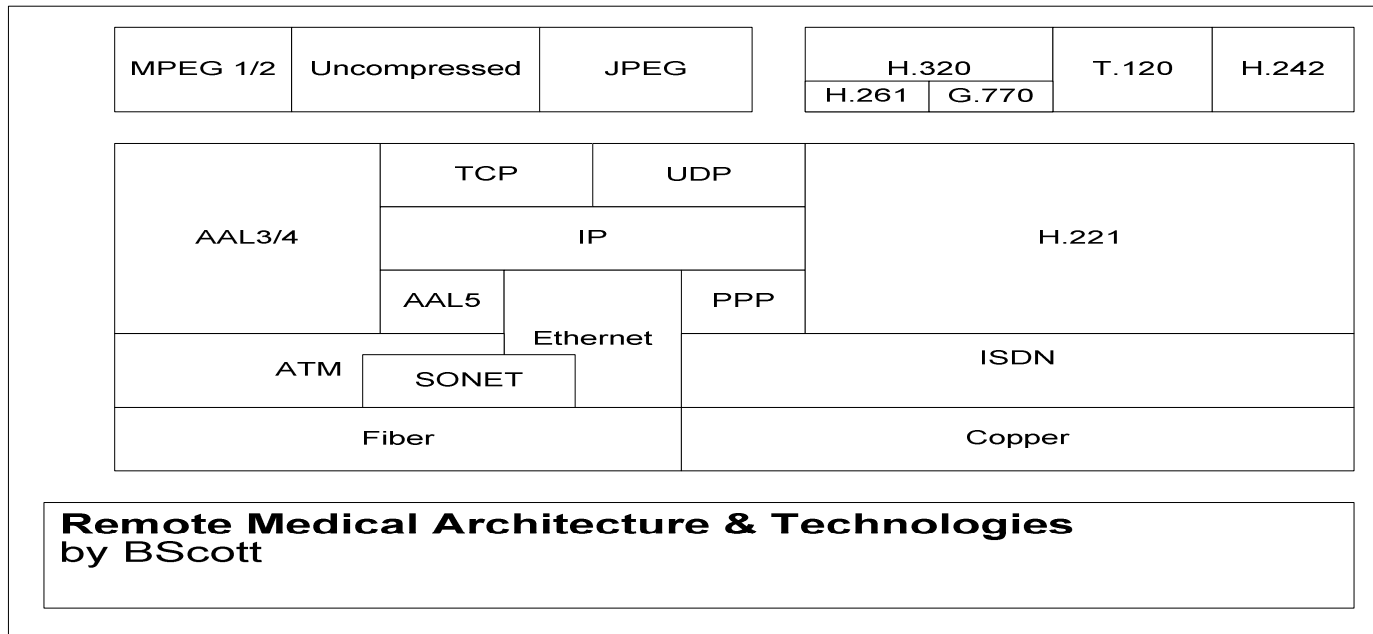 MPEG 1/2 Uncompressed JPEG H.320 T.120 H.242
H.261 G.770
TCP UDP
AAL3/4 IP H.221
AAL5 PPP
Ethernet
ATM SONET ISDN
Fiber Copper
Remote Medical Architecture & Technologies
by BScott